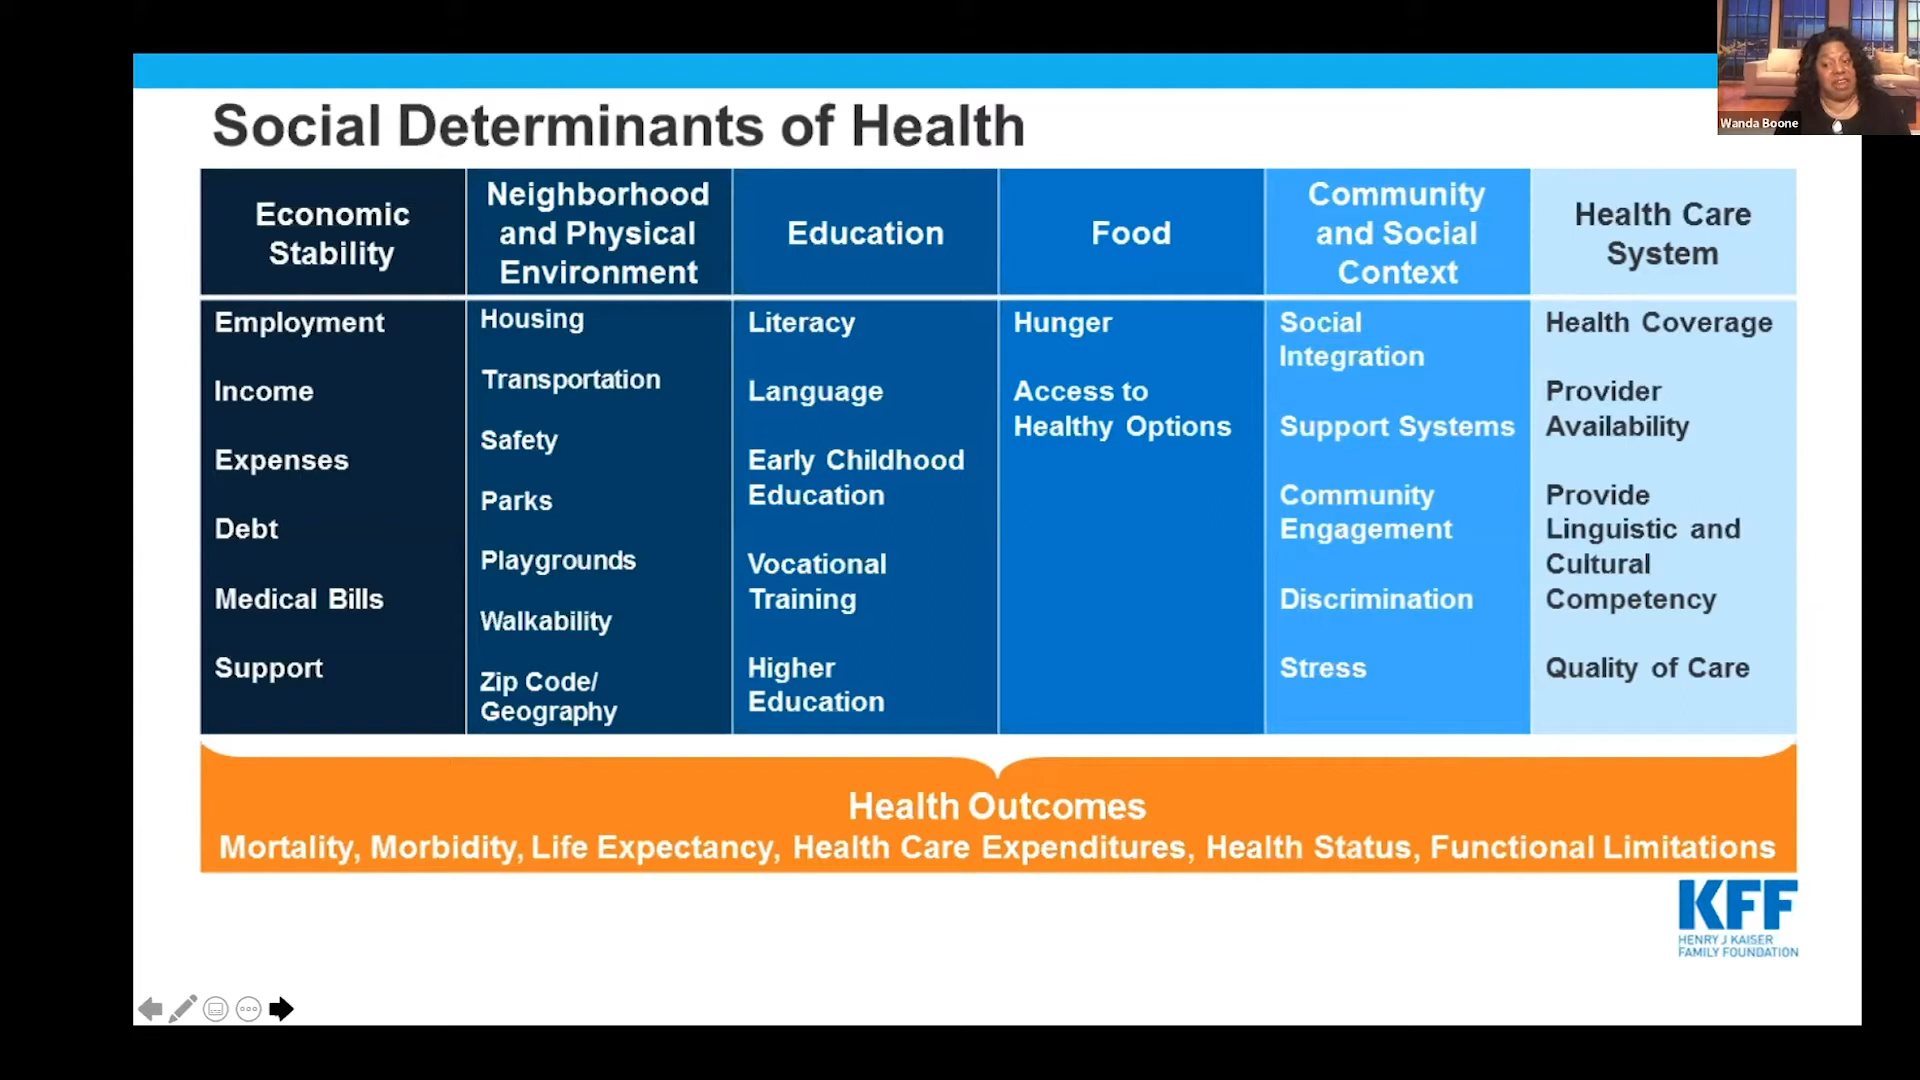 Wanda Boone
Social Determinants of Health
Economic
Stability
Neighborhood
and Physical
Environment
Education
Food
Community
and Social
Context
Health Care
System
Employment
Income
Expenses
Debt
Medical Bills
Support
Housing
Transportation
Safety
Parks
Playgrounds
Walkability
Zip Code/
Geography
Literacy
Language
Early Childhood
Education
Vocational
Training
Higher
Education
Hunger
Access to
Healthy Options
Social
Integration
Support Systems
Community
Engagement
Discrimination
Stress
Health Coverage
Provider
Availability
Provide
Linguistic and
Cultural
Competency
Quality of Care
Health Outcomes
Mortality, Morbidity, Life Expectancy, Health Care Expenditures, Health Status, Functional Limitations
KFF
HENRY J KAISER
FAMILY FOUNDATION